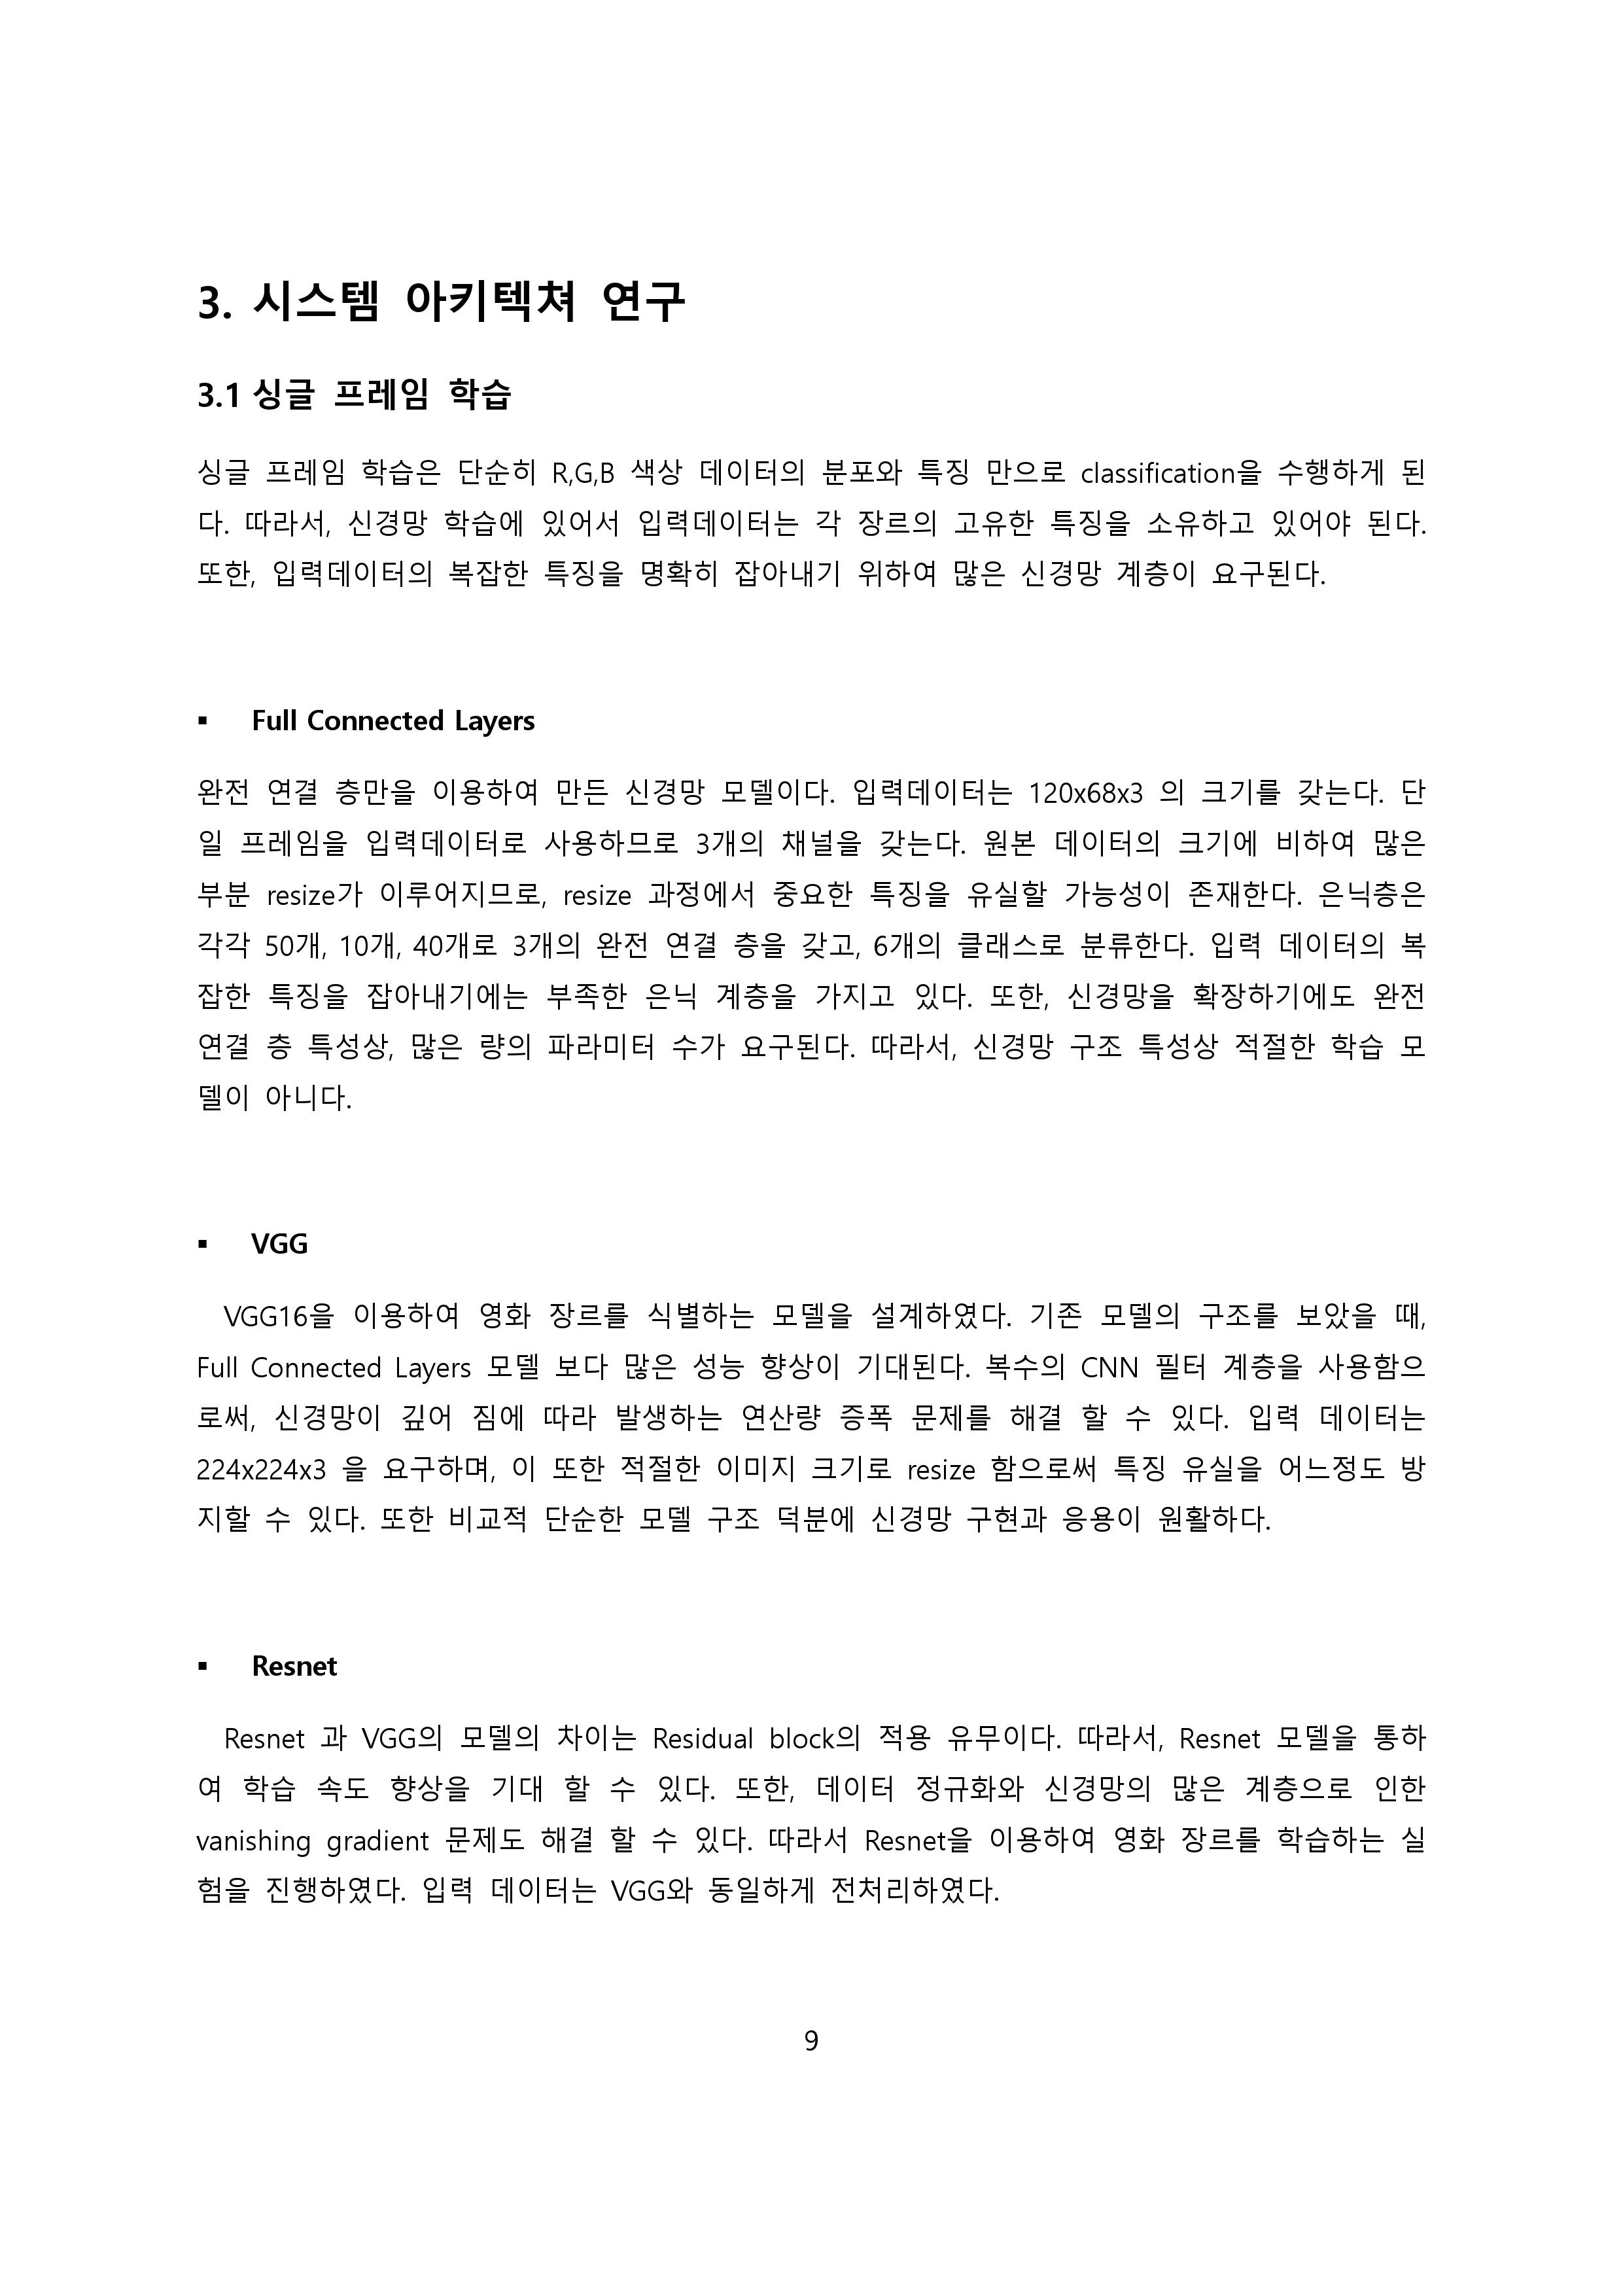 3. 시스템 아키텍쳐 연구
3.1 싱글 프레임 학습
싱글 프레임 학습은 단순히 R,G,B 색상 데이터의 분포와 특징 만으로 classification을 수행하게 된
다. 따라서, 신경망 학습에 있어서 입력데이터는 각 장르의 고유한 특징을 소유하고 있어야 된다.
또한, 입력데이터의 복잡한 특징을 명확히 잡아내기 위하여 많은 신경망 계층이 요구된다.
▪ Full Connected Layers
완전 연결 층만을 이용하여 만든 신경망 모델이다. 입력데이터는 120x68x3 의 크기를 갖는다. 단
일 프레임을 입력데이터로 사용하므로 3개의 채널을 갖는다. 원본 데이터의 크기에 비하여 많은
부분 resize가 이루어지므로, resize 과정에서 중요한 특징을 유실할 가능성이 존재한다. 은닉층은
각각 50개, 10개, 40개로 3개의 완전 연결 층을 갖고, 6개의 클래스로 분류한다. 입력 데이터의 복
잡한 특징을 잡아내기에는 부족한 은닉 계층을 가지고 있다. 또한, 신경망을 확장하기에도 완전
연결 층 특성상, 많은 량의 파라미터 수가 요구된다. 따라서, 신경망 구조 특성상 적절한 학습 모
델이 아니다.
▪ VGG
VGG16을 이용하여 영화 장르를 식별하는 모델을 설계하였다. 기존 모델의 구조를 보았을 때,
Full Connected Layers 모델 보다 많은 성능 향상이 기대된다. 복수의 CNN 필터 계층을 사용함으
로써, 신경망이 깊어 짐에 따라 발생하는 연산량 증폭 문제를 해결 할 수 있다. 입력 데이터는
224x224x3 을 요구하며, 이 또한 적절한 이미지 크기로 resize 함으로써 특징 유실을 어느정도 방
지할 수 있다. 또한 비교적 단순한 모델 구조 덕분에 신경망 구현과 응용이 원활하다.
▪ Resnet
Resnet 과 VGG의 모델의 차이는 Residual block의 적용 유무이다. 따라서, Resnet 모델을 통하
여 학습 속도 향상을 기대 할 수 있다. 또한, 데이터 정규화와 신경망의 많은 계층으로 인한
vanishing gradient 문제도 해결 할 수 있다. 따라서 Resnet을 이용하여 영화 장르를 학습하는 실
험을 진행하였다. 입력 데이터는 VGG와 동일하게 전처리하였다.
9